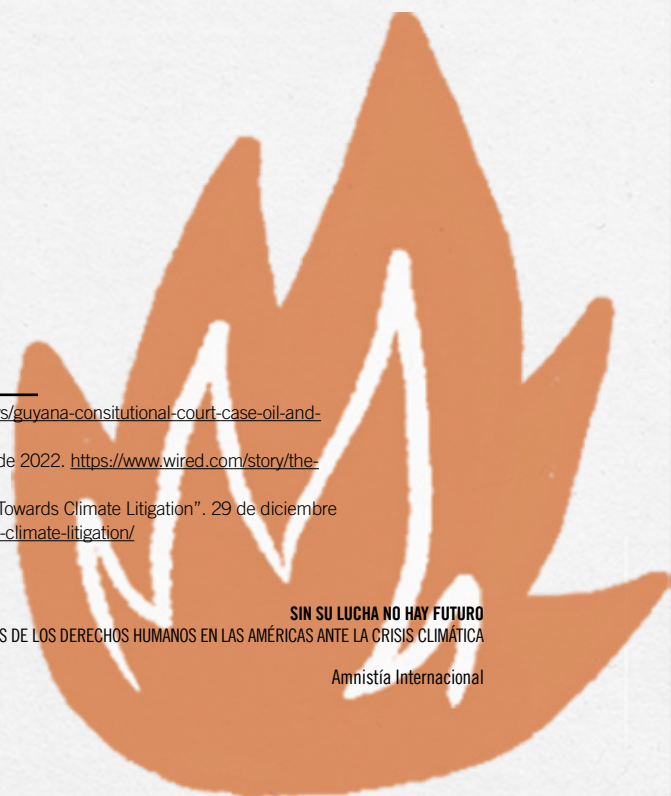 s/guyana-consitutional-court-case-oil-and-
de 2022. https://www.wired.com/story/the-
Towards Climate Litigation”. 29 de diciembre
-climate-litigation/
SIN SU LUCHA NO HAY FUTURO
S DE LOS DERECHOS HUMANOS EN LAS AMÉRICAS ANTE LA CRISIS CLIMÁTICA
Amnistía Internacional